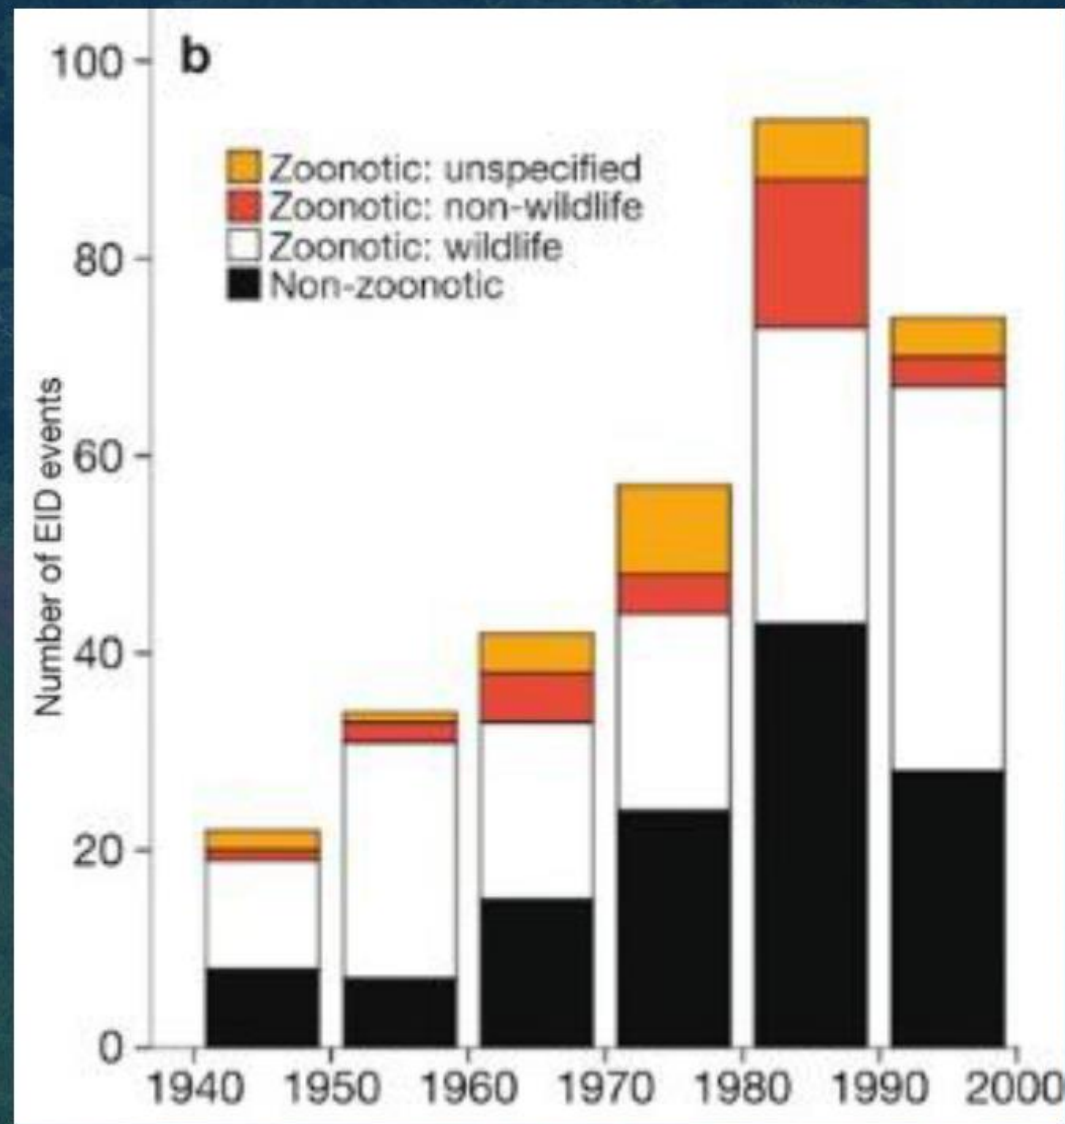 b
100
80
60
40
20
0
Number of EID events
Zoonotic: unspecified
Zoonotic: non-wildlife
Zoonotic: wildlife
Non-zoonotic
1940 1950 1960 1970 1980 1990 2000